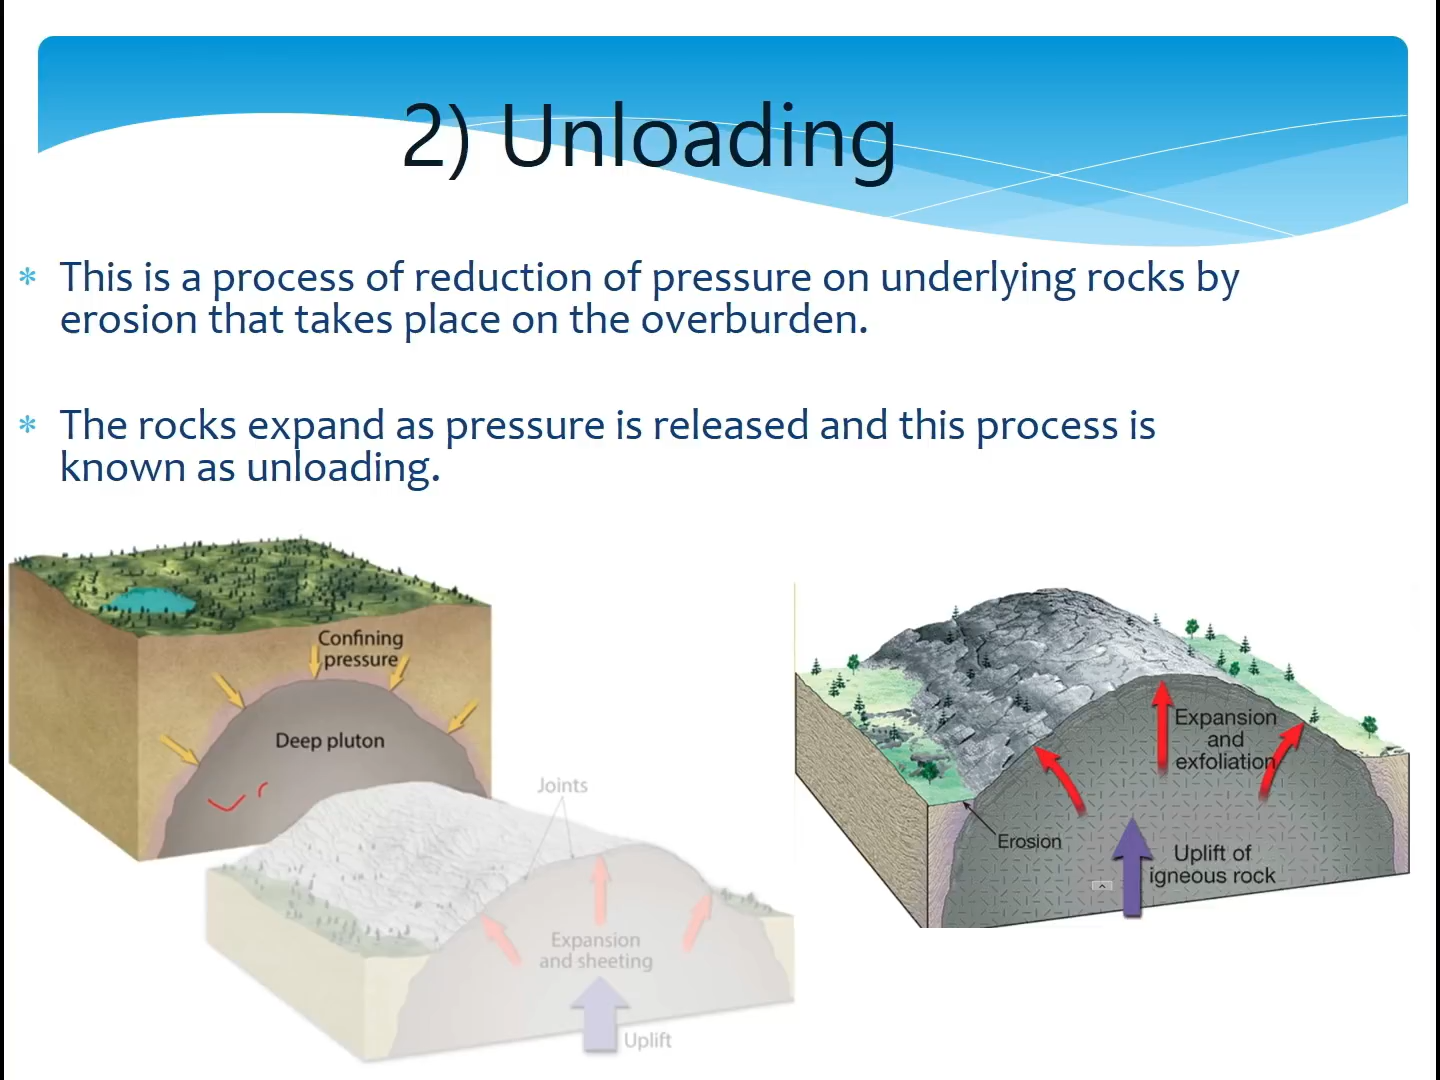 2) Unloading
* This is a process of reduction of pressure on underlying rocks by
erosion that takes place on the overburden.
* The rocks expand as pressure is released and this process is
known as unloading.
Confining
pressure
Deep pluton
Joints
Expansion
and sheeting
Uplift
Expansion
and
exfoliation
Erosion
Uplift of
igneous rock